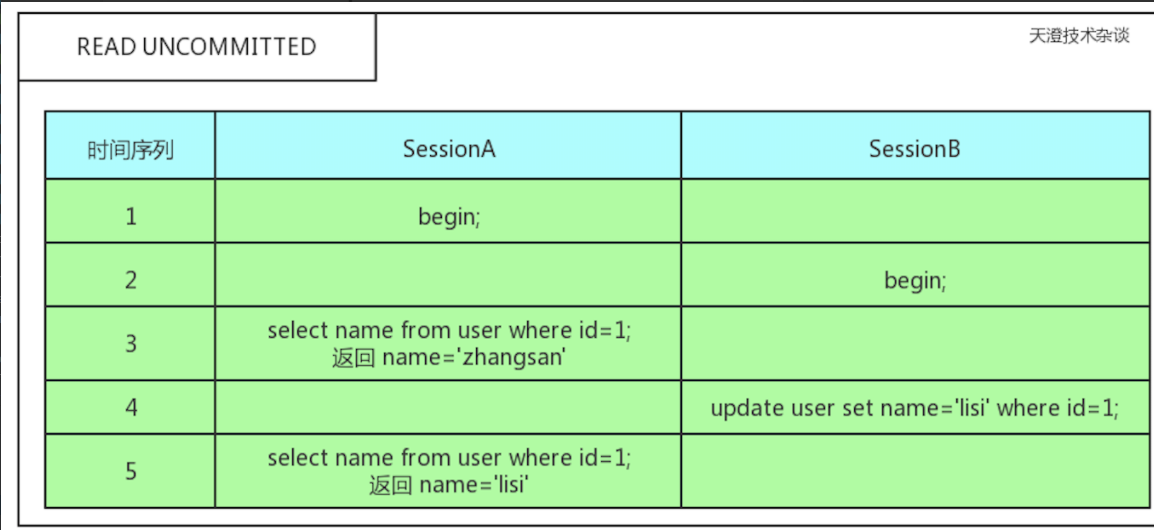 READ UNCOMMITTED
天澄技术杂谈
时间序列 SessionA SessionB
1 begin;
2 begin;
3 select name from user where id=1;
返回 name='zhangsan'
4 update user set name='lisi' where id=1;
5 select name from user where id=1;
返回 name='lisi'